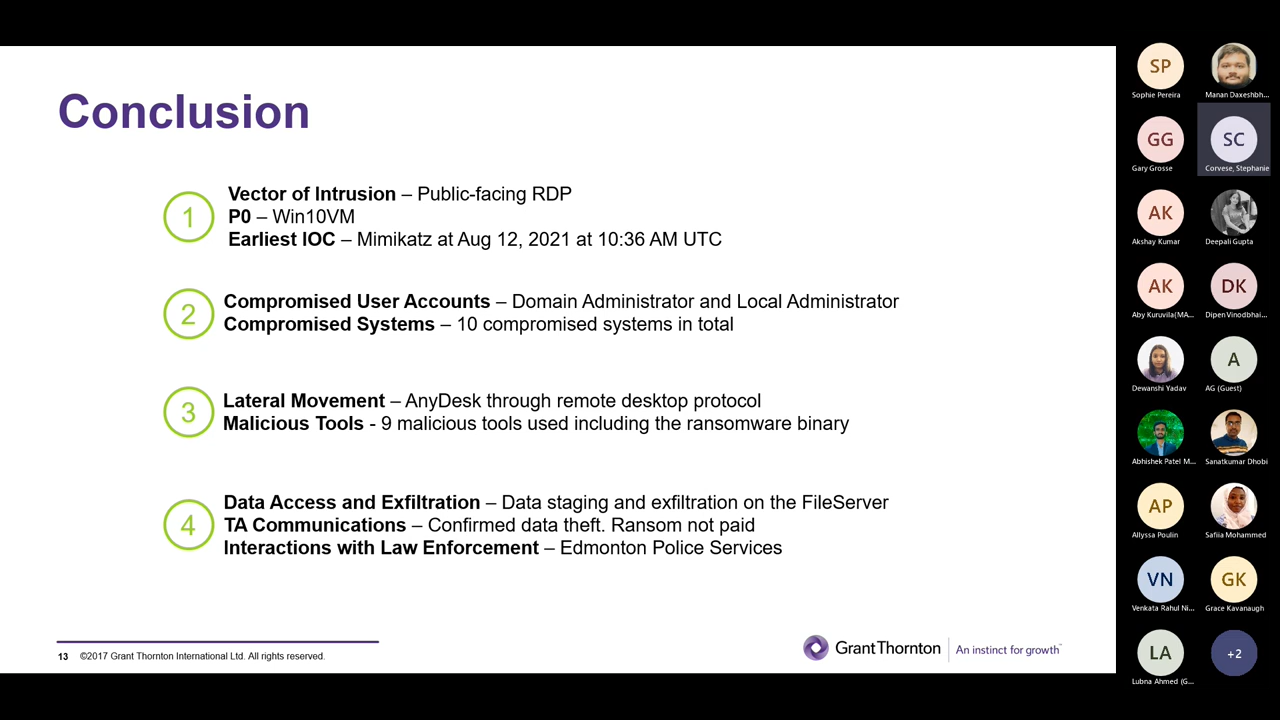 Conclusion
1
Vector of Intrusion – Public-facing RDP
P0 – Win10VM
Earliest IOC – Mimikatz at Aug 12, 2021 at 10:36 AM UTC
2
Compromised User Accounts – Domain Administrator and Local Administrator
Compromised Systems – 10 compromised systems in total
3
Lateral Movement – AnyDesk through remote desktop protocol
Malicious Tools - 9 malicious tools used including the ransomware binary
4
Data Access and Exfiltration – Data staging and exfiltration on the FileServer
TA Communications – Confirmed data theft. Ransom not paid
Interactions with Law Enforcement – Edmonton Police Services
13 ©2017 Grant Thornton International Ltd. All rights reserved.
GrantThornton
An instinct for growth™
SP
Sophie Pereira
Manan Daxeshbh...
GG
SC
Gary Grosse
Corvese, Stephanie
AK
Akshay Kumar
Deepali Gupta
AK
DK
Aby Kuruvila(MA...
Dipen Vinodbhai...
A
Dewanshi Yadav
AG (Guest)
Abhishek Patel M...
Sanatkumar Dhobi
AP
Allyssa Poulin
Safiia Mohammed
VN
GK
Venkata Rahul Ni...
Grace Kavanaugh
LA
+2
Lubna Ahmed (G...